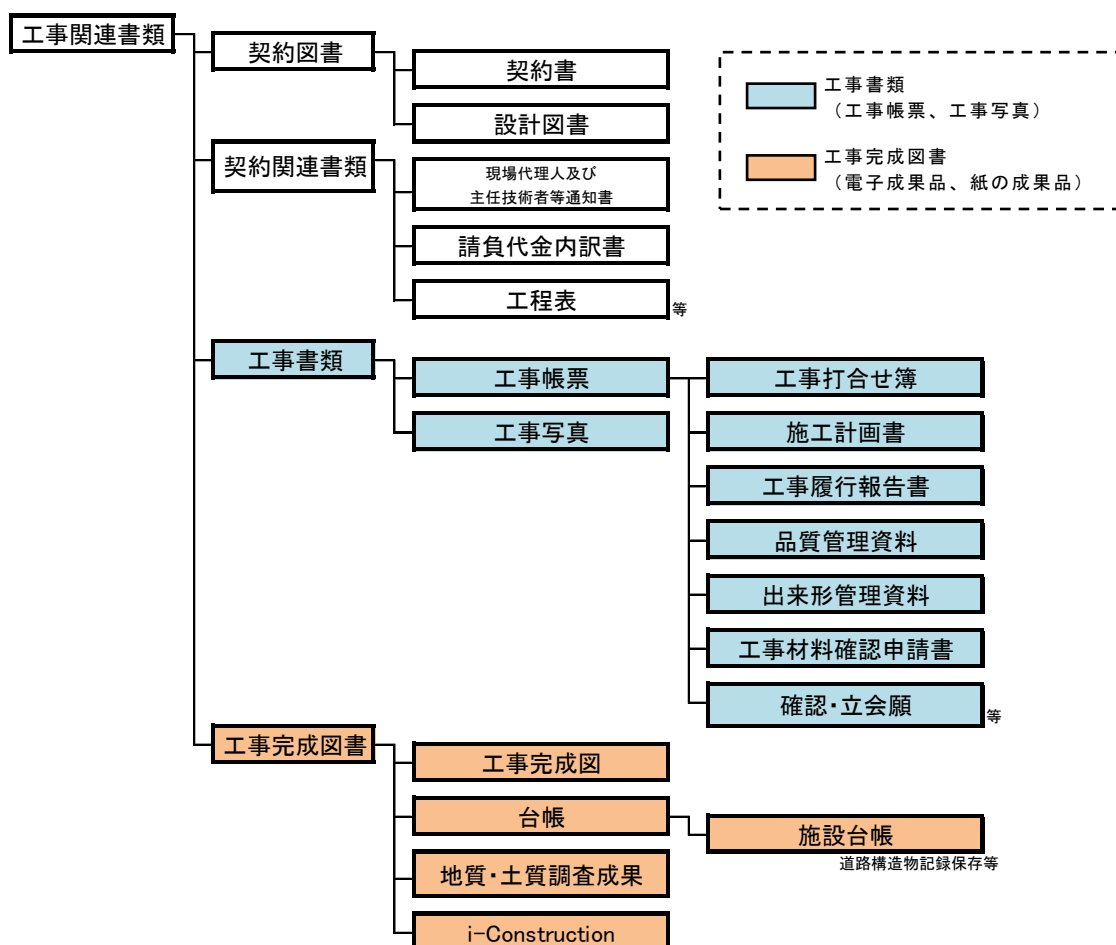 工事関連書類
契約図書
契約書
設計図書
契約関連書類
現場代理人及び
主任技術者等通知書
請負代金内訳書
工程表
等
工事書類
(工事帳票、工事写真)
工事完成図書
(電子成果品、紙の成果品)
工事書類
工事帳票
工事写真
工事打合せ簿
施工計画書
工事履行報告書
品質管理資料
出来形管理資料
工事材料確認申請書
確認・立会願
等
工事完成図書
工事完成図
台帳
施設台帳
道路構造物記録保存等
地質・土質調査成果
i-Construction